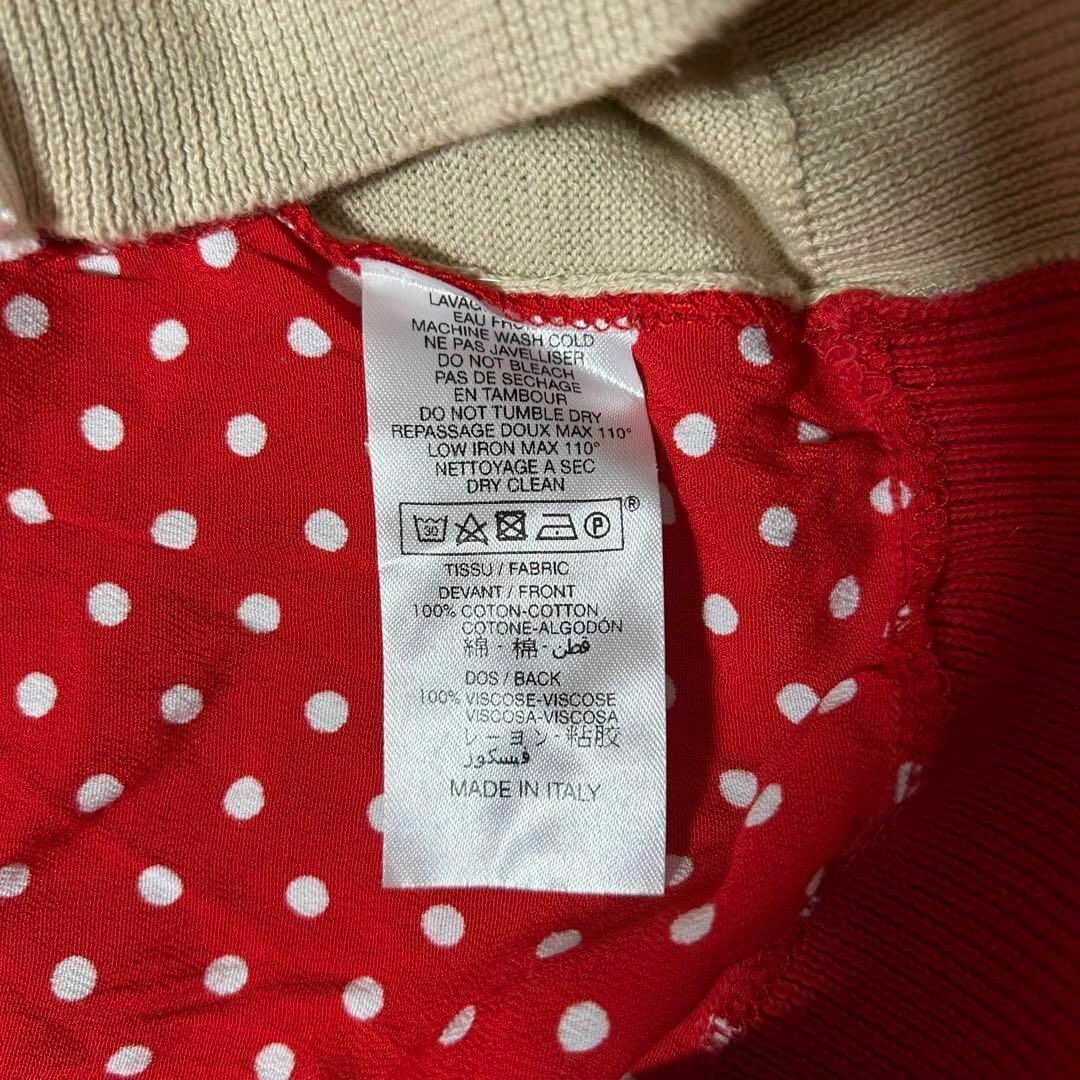 EAU
MACHINE WASH COLD
NE PAS JAVELLISER
DO NOT BLEACH
PAS DE SECHAGE
EN TAMBOUR
DO NOT TUMBLE DRY
REPASSAGE DOUX MAX 110°
LOW IRON MAX 110°
NETTOYAGE A SEC
DRY CLEAN
30 P ®
TISSU / FABRIC
DEVANT / FRONT
100% COTON-COTTON
COTONE-ALGODÓN
綿 - 棉 - قطن
DOS / BACK
100% VISCOSE-VISCOSE
VISCOSA-VISCOSA
レーヨン-粘胶
فيسكوز
MADE IN ITALY